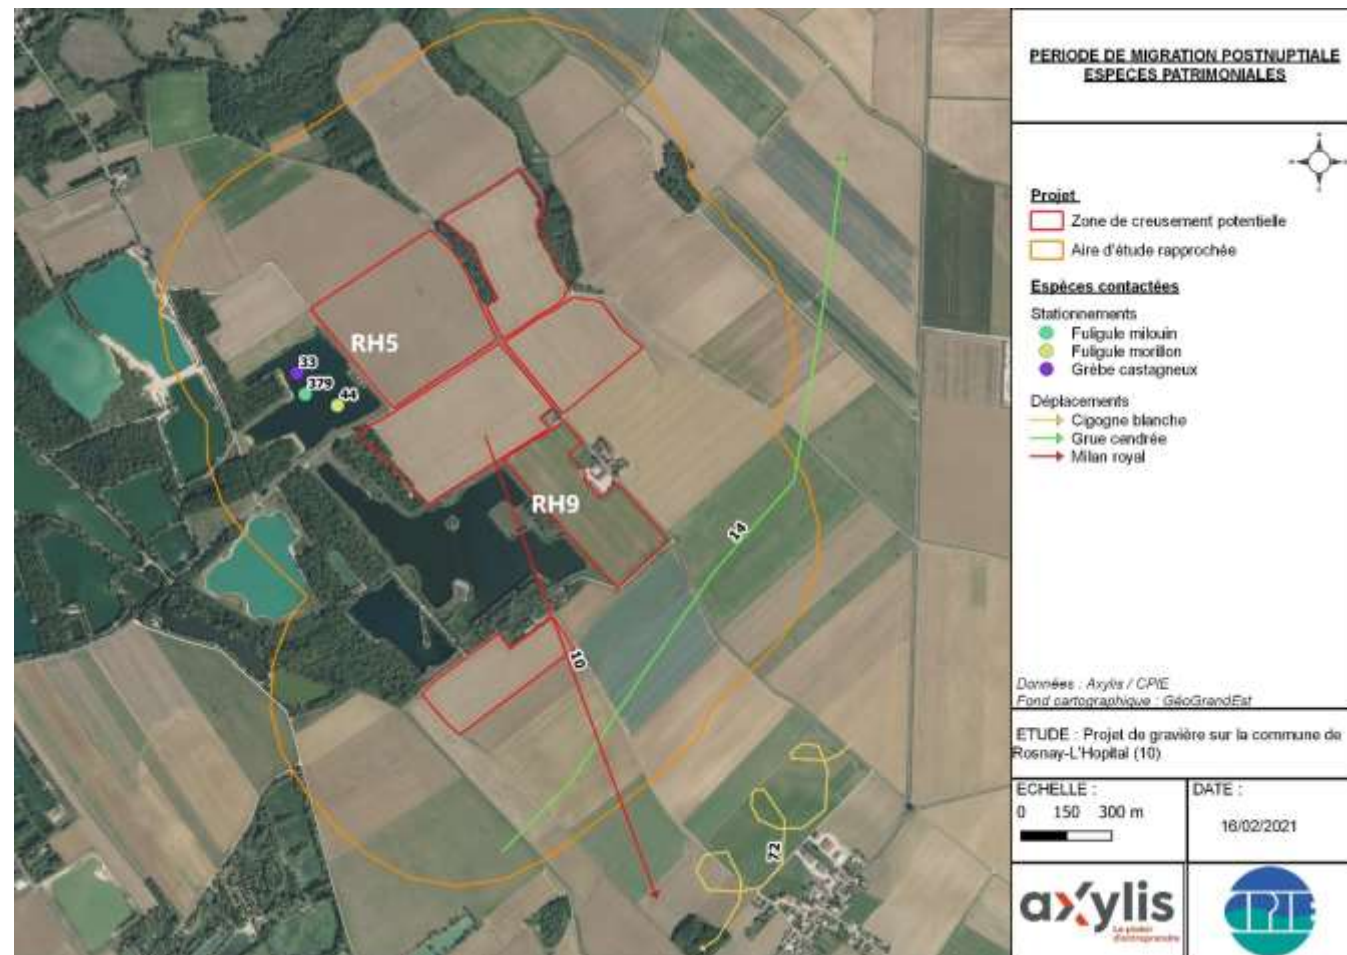 PERIODE DE MIGRATION POSTNUPTIALE
ESPECES PATRIMONIALES
Projet
Zone de creusement potentielle
Aire d'étude rapprochée
Espèces contactées
Stationnements
Fuligule milouin
Fuligule morillon
Grèbe castagneux
Déplacements
Cigogne blanche
Grue cendrée
Milan royal
Données : Axylis / CPIE
Fond cartographique : GéoGrandEst
ETUDE : Projet de gravière sur la commune de
Rosnay-L'Hopital (10)
ECHELLE :
0 150 300 m
DATE :
16/02/2021
axylis
Le plaisir
d'entreprendre
CPIE
RH5
33
379
44
RH9
14
10
72